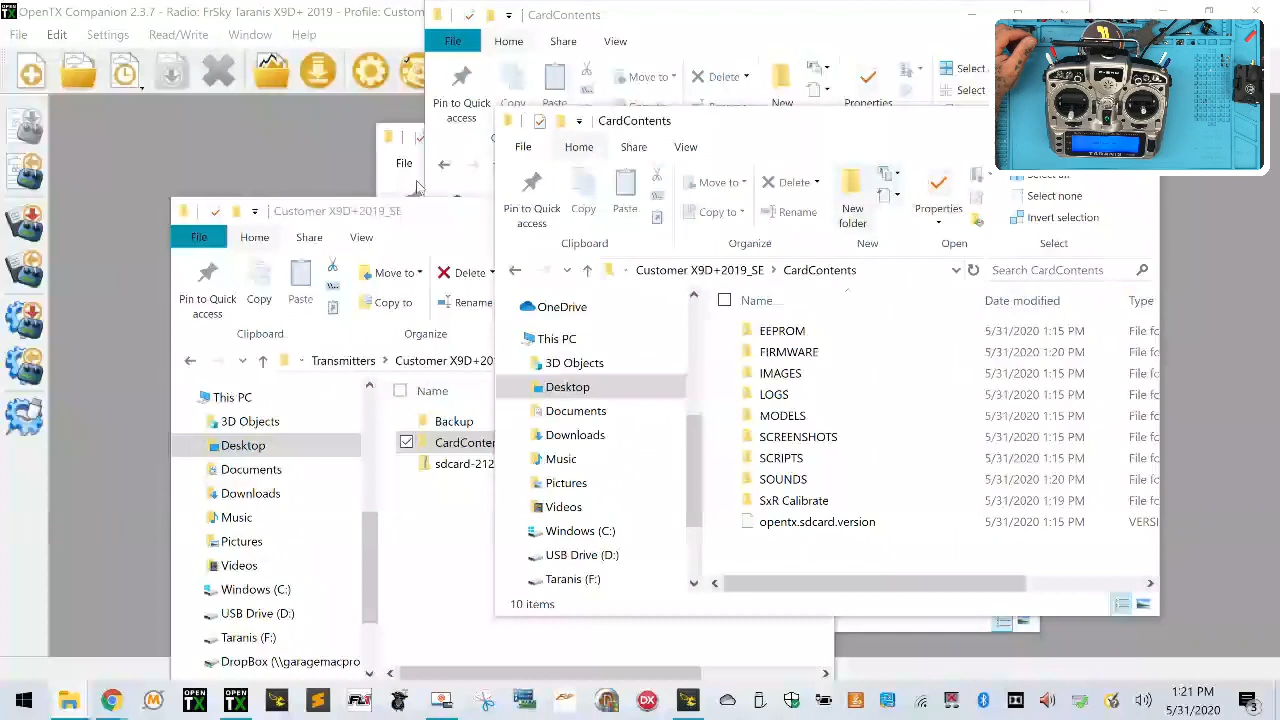 OpenTX Companion 2.3.7 - Radio: FrSky Taranis X9D+2019 - Profile: Custom
File Edit Settings Read/Write Window
CardContents
File Share View
Pin to Quick access
Move to Delete New Properties
Select
Select
CardContents
File Home Share View
Pin to Quick access
Copy
Paste
Move to
Copy to
Delete
Rename
New folder
Properties
Select none
Invert selection
Clipboard Organize New Open Select
Customer X9D+2019_SE CardContents
Search CardContents
Name Date modified Type
OneDrive
This PC
3D Objects
Desktop
Documents
Downloads
Music
Pictures
Videos
Windows (C:)
USB Drive (D:)
Taranis (F:)
EEPROM 5/31/2020 1:15 PM File fo
FIRMWARE 5/31/2020 1:20 PM File fo
IMAGES 5/31/2020 1:15 PM File fo
LOGS 5/31/2020 1:15 PM File fo
MODELS 5/31/2020 1:15 PM File fo
SCREENSHOTS 5/31/2020 1:15 PM File fo
SCRIPTS 5/31/2020 1:15 PM File fo
SOUNDS 5/31/2020 1:20 PM File fo
SxR Calibrate 5/31/2020 1:19 PM File fo
opentx.sdcard.version 5/31/2020 1:15 PM VERSI
10 items
Customer X9D+2019_SE
File Home Share View
Pin to Quick access
Copy
Paste
Move to
Copy to
Delete
Rename
Clipboard Organize
Transmitters Customer X9D+20
Name
This PC
3D Objects
Desktop
Documents
Downloads
Music
Pictures
Videos
Windows (C:)
USB Drive (D:)
Taranis (F:)
DropBox (\\garagemacpro
Backup
CardConte
sdcard-212
TARANIS
OPEN TX
OPEN TX
DX
1:21 PM
5/31/2020
3